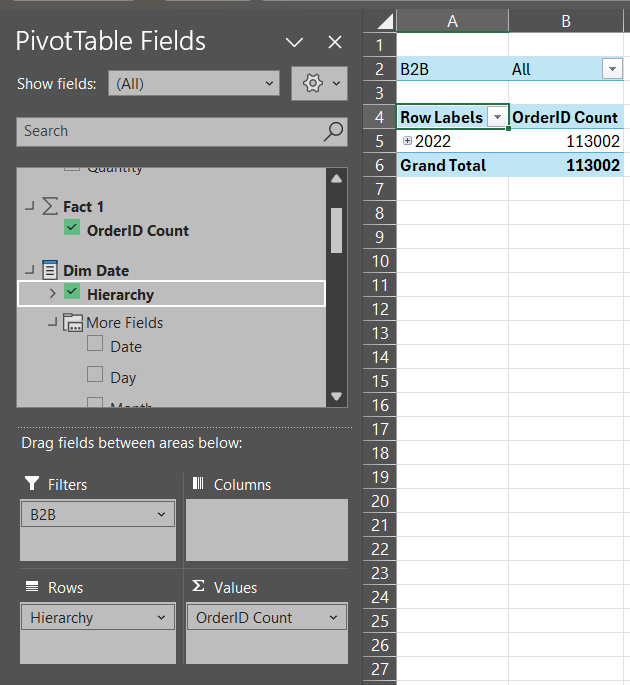 PivotTable Fields
Show fields: (All)
Search
Quantity
Fact 1
OrderID Count
Dim Date
Hierarchy
More Fields
Date
Day
Month
Drag fields between areas below:
Filters
Columns
B2B
Rows
Values
Hierarchy
OrderID Count
A B
1
2 B2B All
3
4 Row Labels OrderID Count
5 2022 113002
6 Grand Total 113002
7
8
9
10
11
12
13
14
15
16
17
18
19
20
21
22
23
24
25
26
27